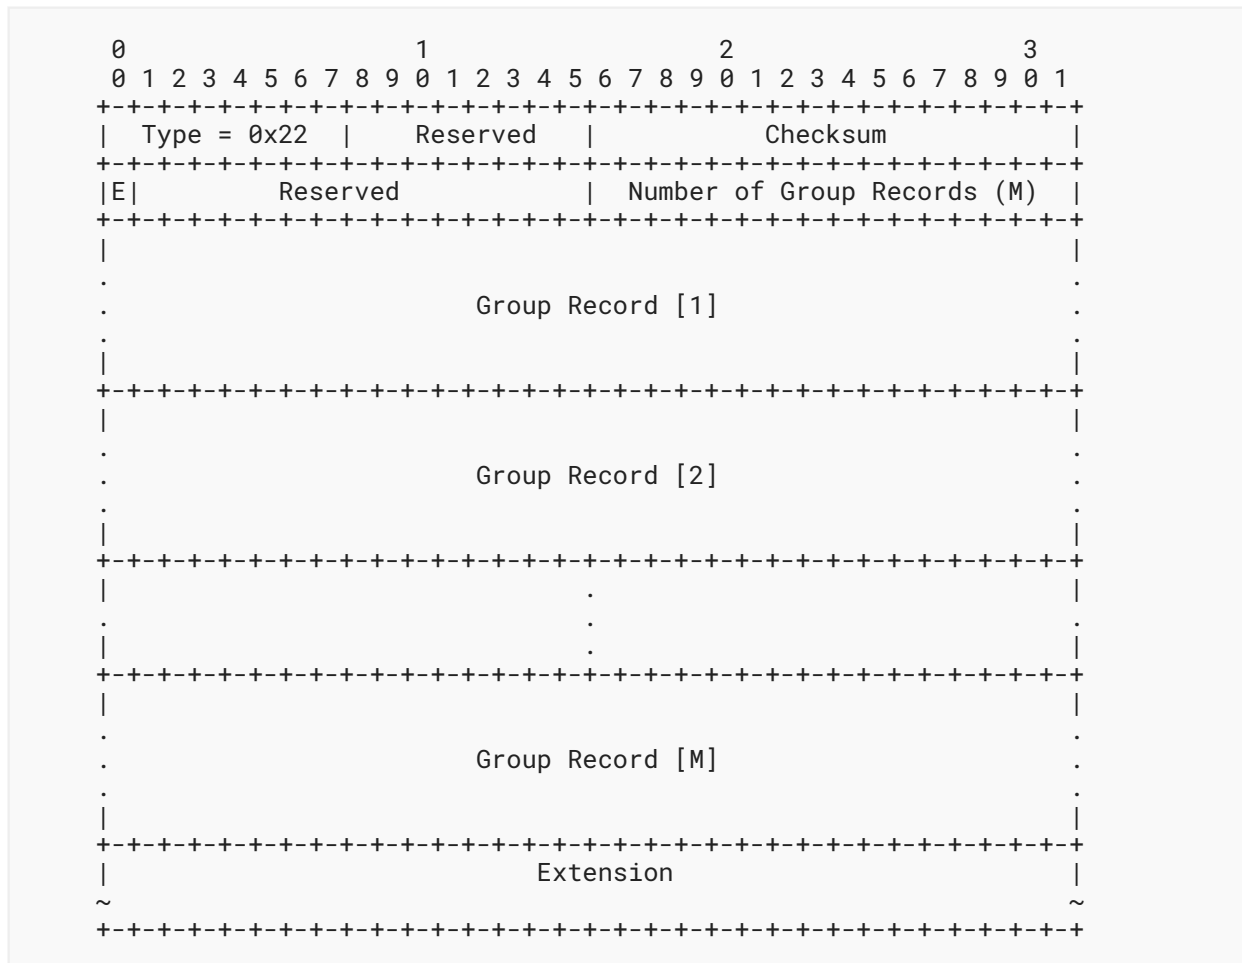 0                   1                   2                   3
 0 1 2 3 4 5 6 7 8 9 0 1 2 3 4 5 6 7 8 9 0 1 2 3 4 5 6 7 8 9 0 1
+-+-+-+-+-+-+-+-+-+-+-+-+-+-+-+-+-+-+-+-+-+-+-+-+-+-+-+-+-+-+-+-+
|  Type = 0x22  |    Reserved   |           Checksum            |
+-+-+-+-+-+-+-+-+-+-+-+-+-+-+-+-+-+-+-+-+-+-+-+-+-+-+-+-+-+-+-+-+
|E|         Reserved            |  Number of Group Records (M)  |
+-+-+-+-+-+-+-+-+-+-+-+-+-+-+-+-+-+-+-+-+-+-+-+-+-+-+-+-+-+-+-+-+
|                                                               |
.                                                               .
.                        Group Record [1]                       .
.                                                               .
|                                                               |
+-+-+-+-+-+-+-+-+-+-+-+-+-+-+-+-+-+-+-+-+-+-+-+-+-+-+-+-+-+-+-+-+
|                                                               |
.                                                               .
.                        Group Record [2]                       .
.                                                               .
|                                                               |
+-+-+-+-+-+-+-+-+-+-+-+-+-+-+-+-+-+-+-+-+-+-+-+-+-+-+-+-+-+-+-+-+
|                               .                               |
.                               .                               .
|                               .                               |
+-+-+-+-+-+-+-+-+-+-+-+-+-+-+-+-+-+-+-+-+-+-+-+-+-+-+-+-+-+-+-+-+
|                                                               |
.                                                               .
.                        Group Record [M]                       .
.                                                               .
|                                                               |
+-+-+-+-+-+-+-+-+-+-+-+-+-+-+-+-+-+-+-+-+-+-+-+-+-+-+-+-+-+-+-+-+
|                            Extension                          |
~                                                               ~
+-+-+-+-+-+-+-+-+-+-+-+-+-+-+-+-+-+-+-+-+-+-+-+-+-+-+-+-+-+-+-+-+